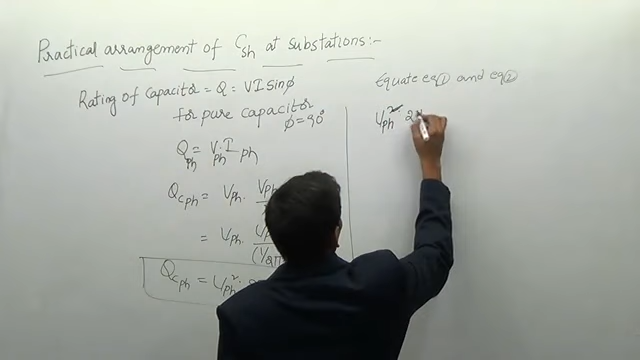 Practical arrangement of Csh at substations:-
Rating of capacitor = Q = VI sinφ
for pure capacitor
φ=90°
Qph = Vph.Iph
QCph = Vph. Vph
= Vph.
QCph = Vph².
Equate eq① and eq②
Vph² 2